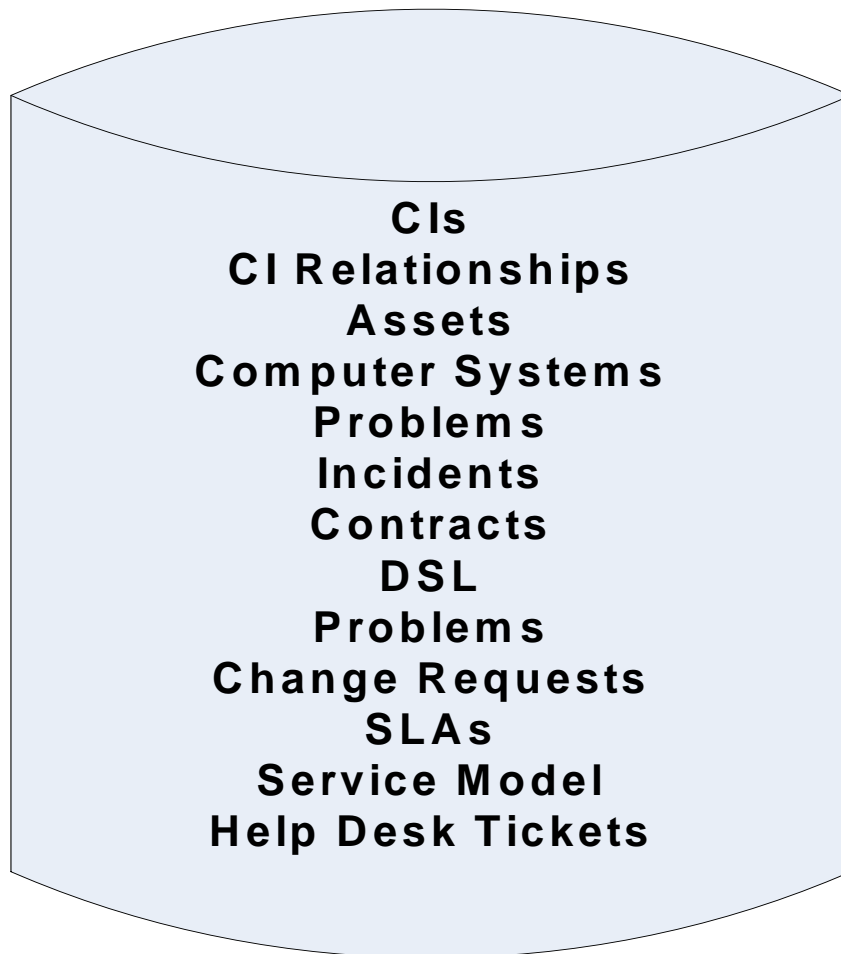 CIs
CI Relationships
Assets
Computer Systems
Problems
Incidents
Contracts
DSL
Problems
Change Requests
SLAs
Service Model
Help Desk Tickets